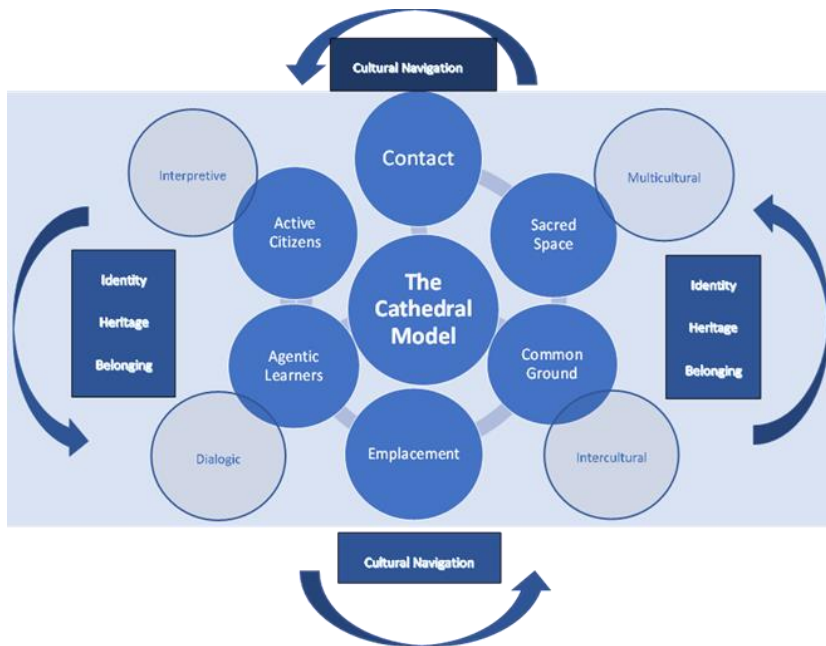 Cultural Navigation
Contact
Interpretive
Multicultural
Active
Citizens
Sacred
Space
The
Cathedral
Model
Identity
Heritage
Belonging
Identity
Heritage
Belonging
Agentic
Learners
Common
Ground
Emplacement
Dialogic
Intercultural
Cultural Navigation